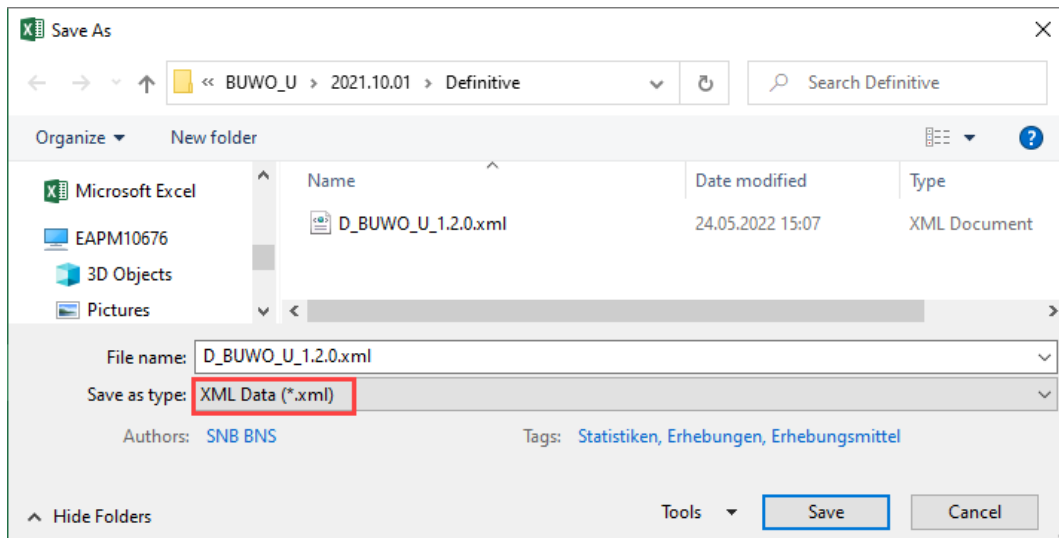 Save As
« BUWO_U > 2021.10.01 > Definitive Search Definitive
Organize New folder ?
Microsoft Excel
EAPM10676
3D Objects
Pictures
Name Date modified Type
D_BUWO_U_1.2.0.xml 24.05.2022 15:07 XML Document
File name: D_BUWO_U_1.2.0.xml
Save as type: XML Data (*.xml)
Authors: SNB BNS Tags: Statistiken, Erhebungen, Erhebungsmittel
Hide Folders Tools Save Cancel